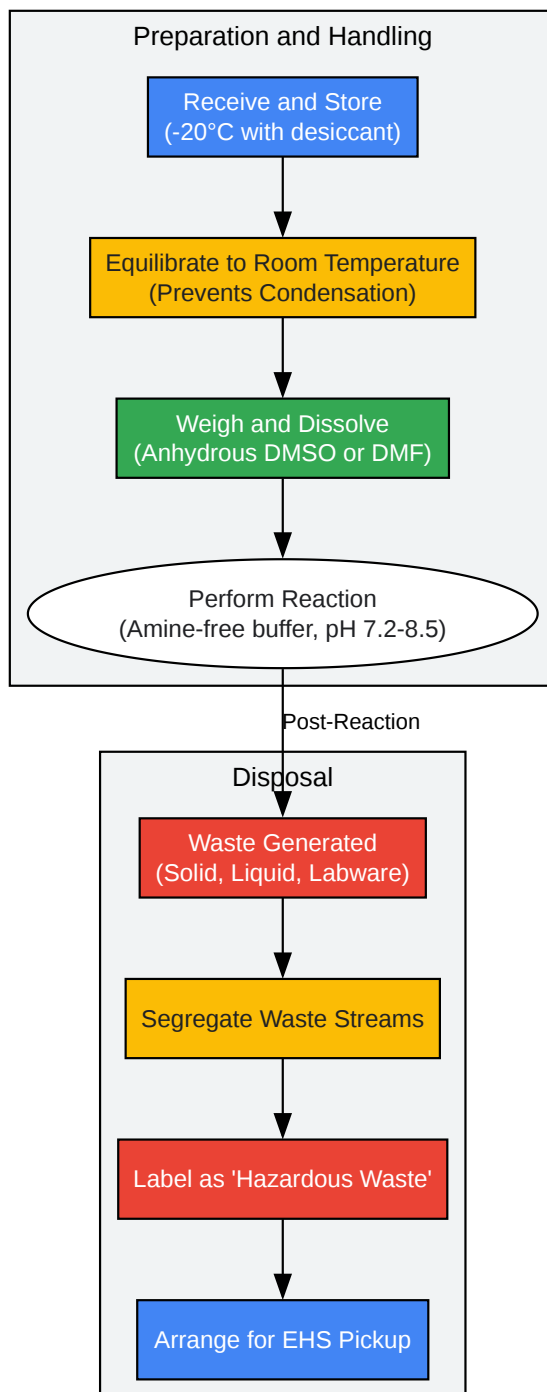 Preparation and Handling
Receive and Store
(-20°C with desiccant)
Equilibrate to Room Temperature
(Prevents Condensation)
Weigh and Dissolve
(Anhydrous DMSO or DMF)
Perform Reaction
(Amine-free buffer, pH 7.2-8.5)
Post-Reaction
Disposal
Waste Generated
(Solid, Liquid, Labware)
Segregate Waste Streams
Label as 'Hazardous Waste'
Arrange for EHS Pickup